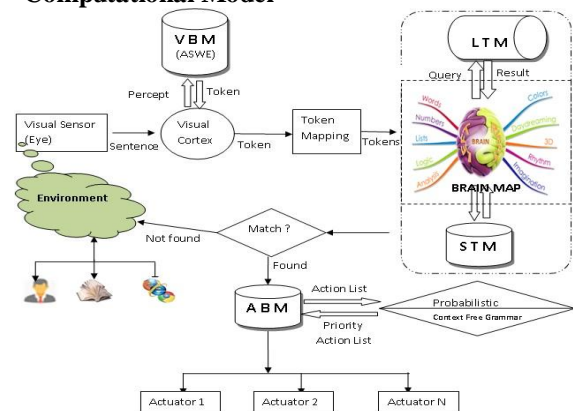 Computational Model
VBM
(ASWE)
LTM
Query
Result
Percept
Token
Visual Sensor
(Eye)
Sentence
Visual
Cortex
Token
Token
Mapping
Tokens
Words
Numbers
Lists
Logic
Analyst
BRAIN
Colors
Daydreaming
3D
Rhythm
Imagination
BRAIN MAP
Environment
Not found
Match ?
STM
Found
ABM
Action List
Priority
Action List
Probabilistic
Context Free Grammar
Actuator 1
Actuator 2
Actuator N